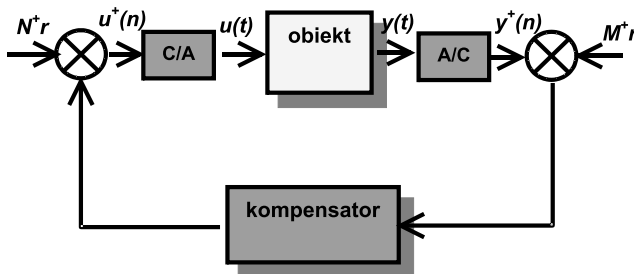 N⁺r
u⁺(n)
C/A
u(t)
obiekt
y(t)
A/C
y⁺(n)
M⁺r
kompensator